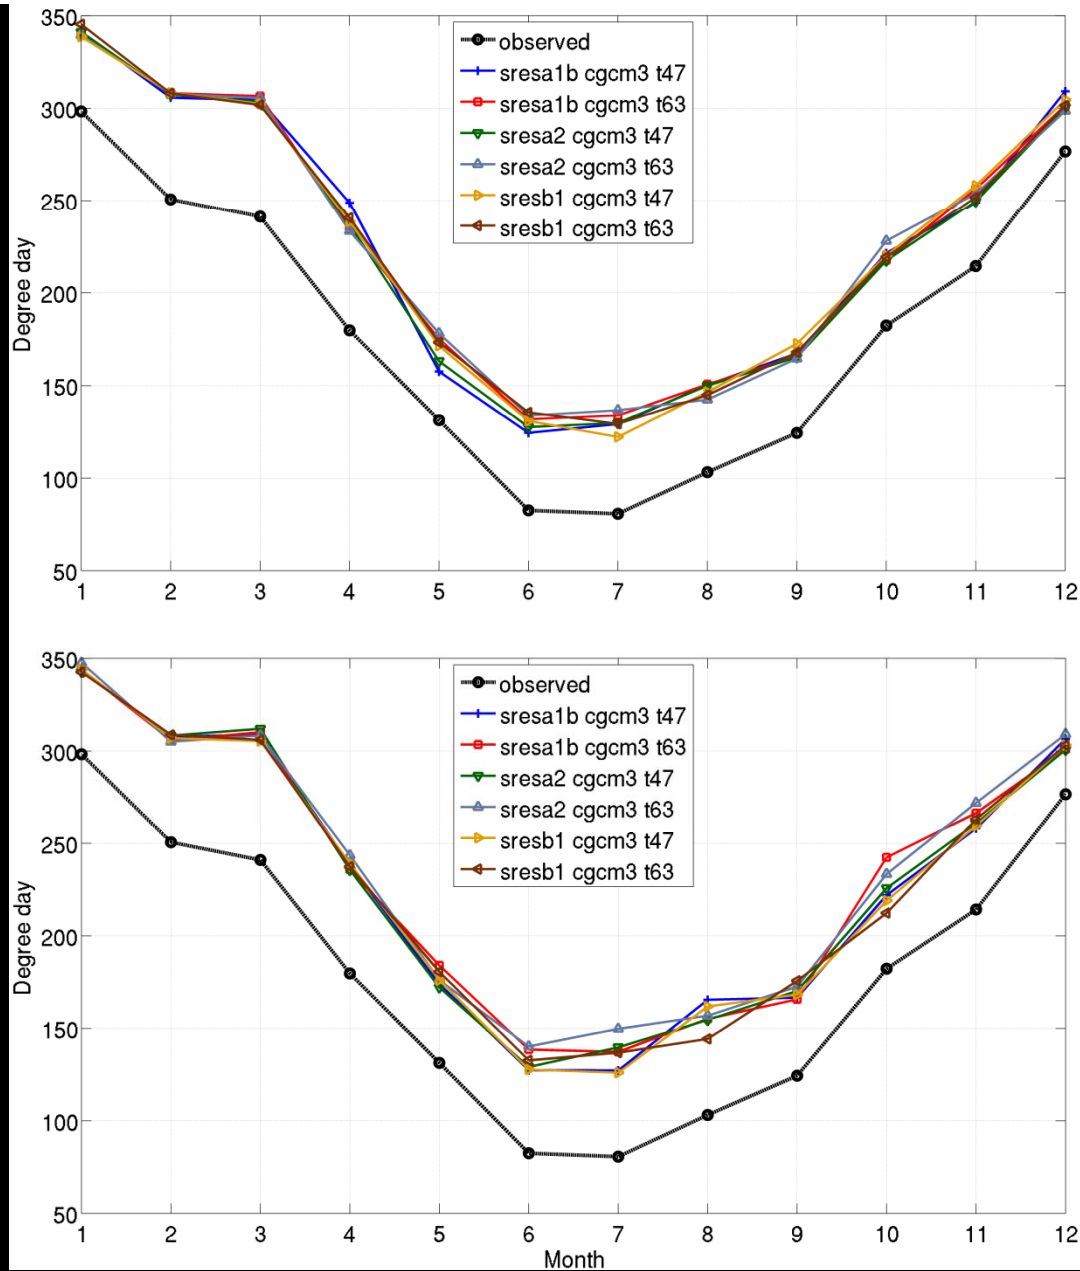 350
300
250
200
150
100
50
Degree day
observed
sresa1b cgcm3 t47
sresa1b cgcm3 t63
sresa2 cgcm3 t47
sresa2 cgcm3 t63
sresb1 cgcm3 t47
sresb1 cgcm3 t63
1 2 3 4 5 6 7 8 9 10 11 12
350
300
250
200
150
100
50
Degree day
observed
sresa1b cgcm3 t47
sresa1b cgcm3 t63
sresa2 cgcm3 t47
sresa2 cgcm3 t63
sresb1 cgcm3 t47
sresb1 cgcm3 t63
1 2 3 4 5 6 7 8 9 10 11 12
Month